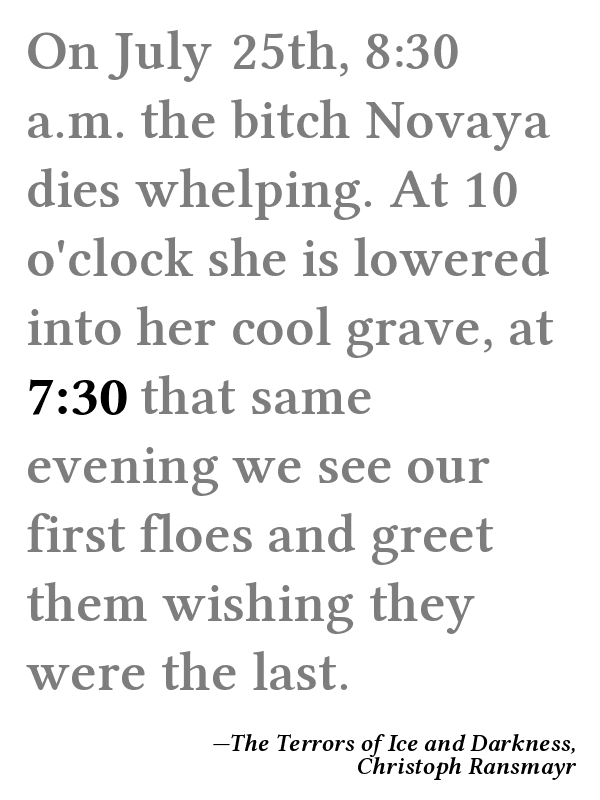 On July 25th, 8:30
a.m. the bitch Novaya
dies whelping. At 10
o'clock she is lowered
into her cool grave, at
7:30 that same
evening we see our
first floes and greet
them wishing they
were the last.
—The Terrors of Ice and Darkness,
Christoph Ransmayr